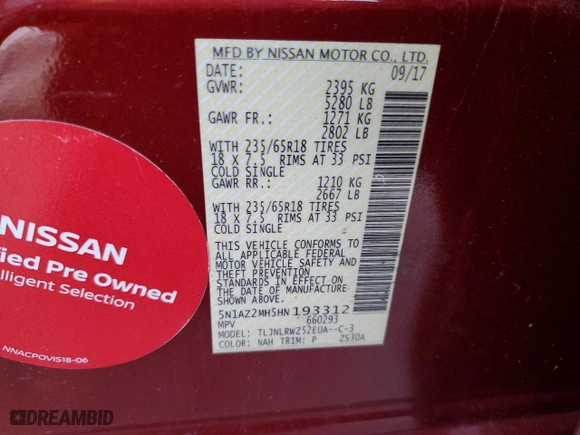 MFD BY NISSAN MOTOR CO., LTD.
DATE: 09/17
GVWR: 2395 KG
5280 LB
GAWR FR.: 1271 KG
2802 LB
WITH 235/65R18 TIRES
18 X 7.5 RIMS AT 33 PSI
COLD SINGLE
GAWR RR.: 1210 KG
2667 LB
WITH 235/65R18 TIRES
18 X 7.5 RIMS AT 33 PSI
COLD SINGLE
THIS VEHICLE CONFORMS TO
ALL APPLICABLE FEDERAL
MOTOR VEHICLE SAFETY AND
THEFT PREVENTION
STANDARDS IN EFFECT ON
THE DATE OF MANUFACTURE
SHOWN ABOVE.
5N1AZ2MH5HN193312
MPV 660293
MODEL: TLJNLRWZ52EUA--C-3
COLOR: NAH TRIM: P 2S30A
NISSAN
fied Pre Owned
elligent Selection
NNACPOVIS18-06
DREAMBID